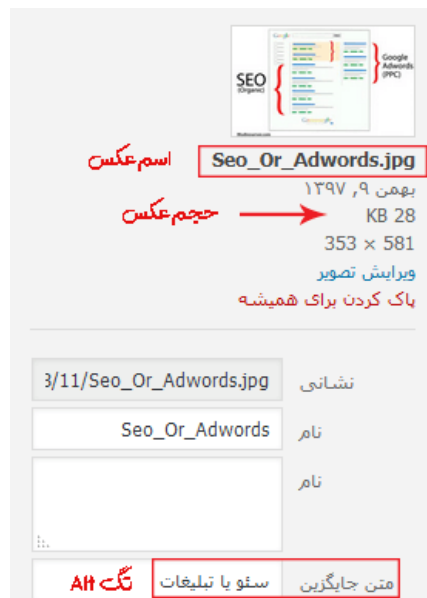 SEO
(Organic)
Google
Adwords
(PPC)
اسم عکس Seo_Or_Adwords.jpg
بهمن ۹, ۱۳۹۷
حجم عکس KB 28
353 × 581
ویرایش تصویر
پاک کردن برای همیشه
نشانی 3/11/Seo_Or_Adwords.jpg
نام Seo_Or_Adwords
نام
متن جایگزین سئو یا تبلیغات تگ Alt